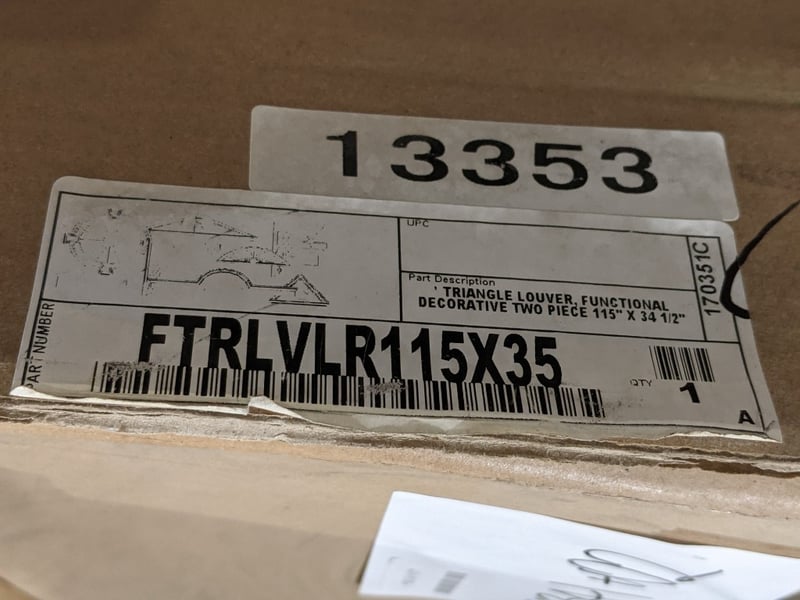 13353
UPC
Part Description
' TRIANGLE LOUVER, FUNCTIONAL
DECORATIVE TWO PIECE 115" X 34 1/2"
170351C
PART NUMBER
FTRLVLR115X35
QTY
1
A